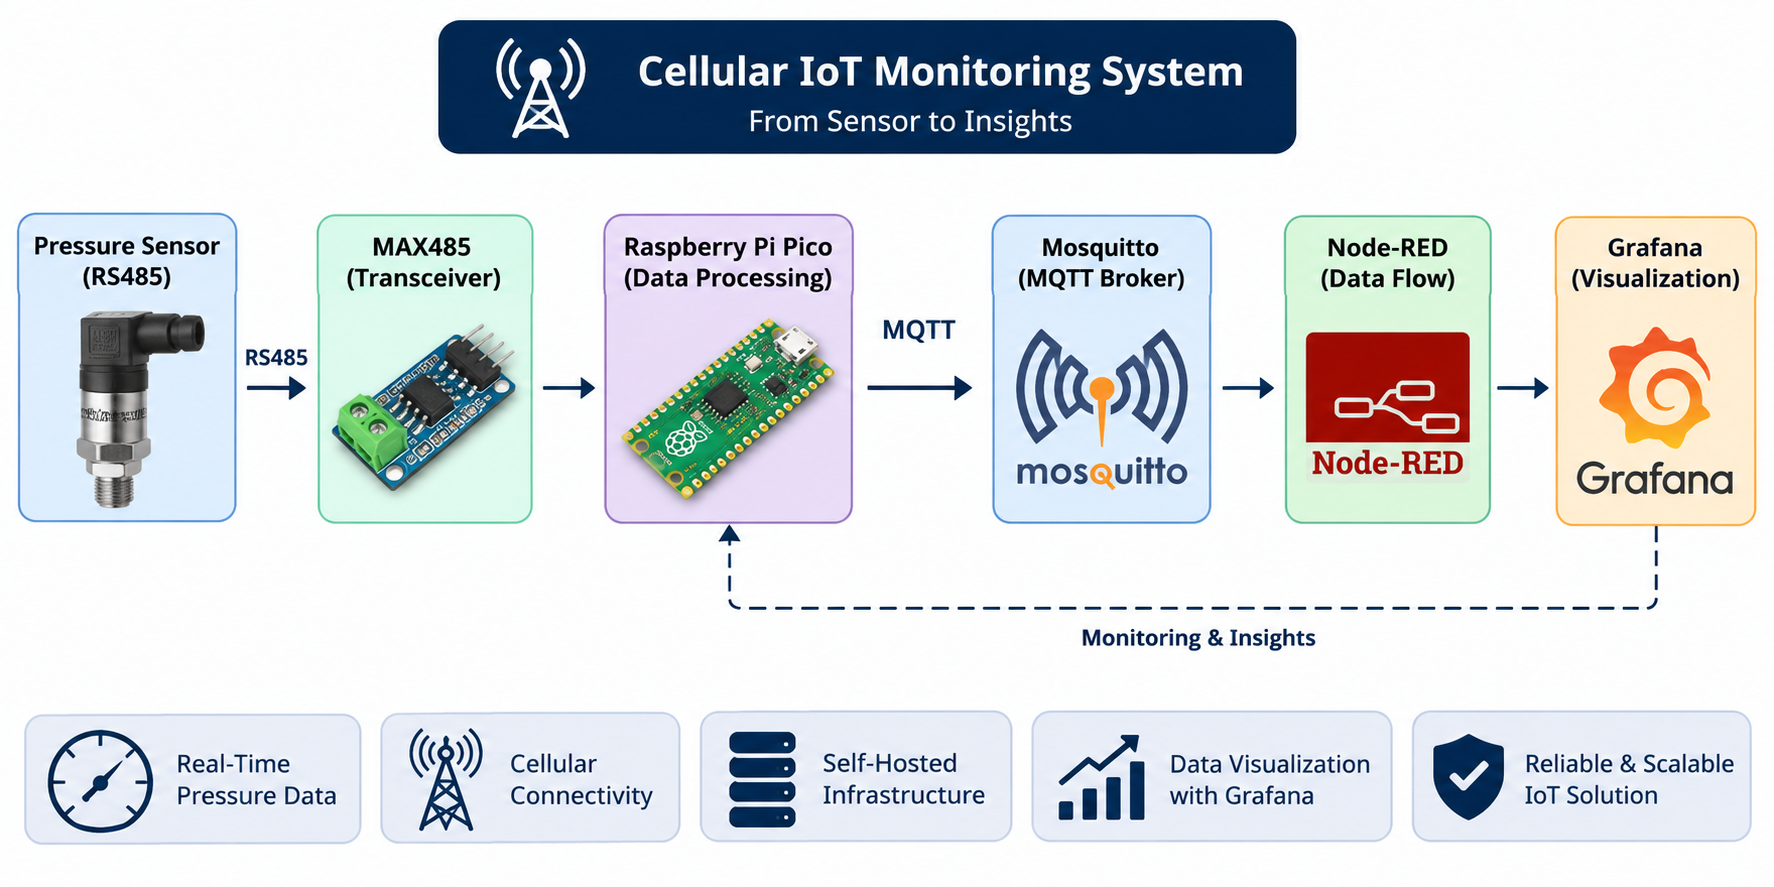 Cellular IoT Monitoring System
From Sensor to Insights
Pressure Sensor
(RS485)
RS485
MAX485
(Transceiver)
Raspberry Pi Pico
(Data Processing)
MQTT
Mosquitto
(MQTT Broker)
mosquitto
Node-RED
(Data Flow)
Node-RED
Grafana
(Visualization)
Grafana
Monitoring & Insights
Real-Time
Pressure Data
Cellular
Connectivity
Self-Hosted
Infrastructure
Data Visualization
with Grafana
Reliable & Scalable
IoT Solution